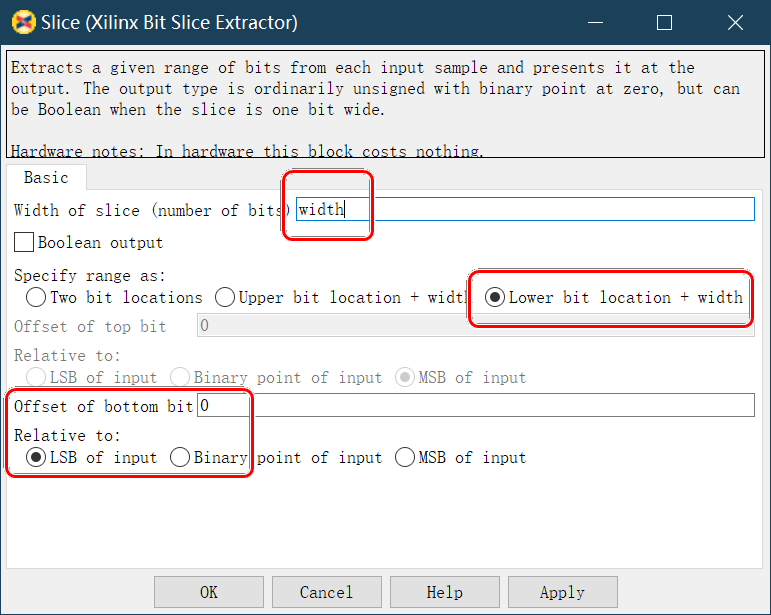 Slice (Xilinx Bit Slice Extractor)
Extracts a given range of bits from each input sample and presents it at the
output. The output type is ordinarily unsigned with binary point at zero, but can
be Boolean when the slice is one bit wide.
Hardware notes: In hardware this block costs nothing.
Basic
Width of slice (number of bits) width
Boolean output
Specify range as:
Two bit locations Upper bit location + width Lower bit location + width
Offset of top bit 0
Relative to:
LSB of input Binary point of input MSB of input
Offset of bottom bit 0
Relative to:
LSB of input Binary point of input MSB of input
OK Cancel Help Apply